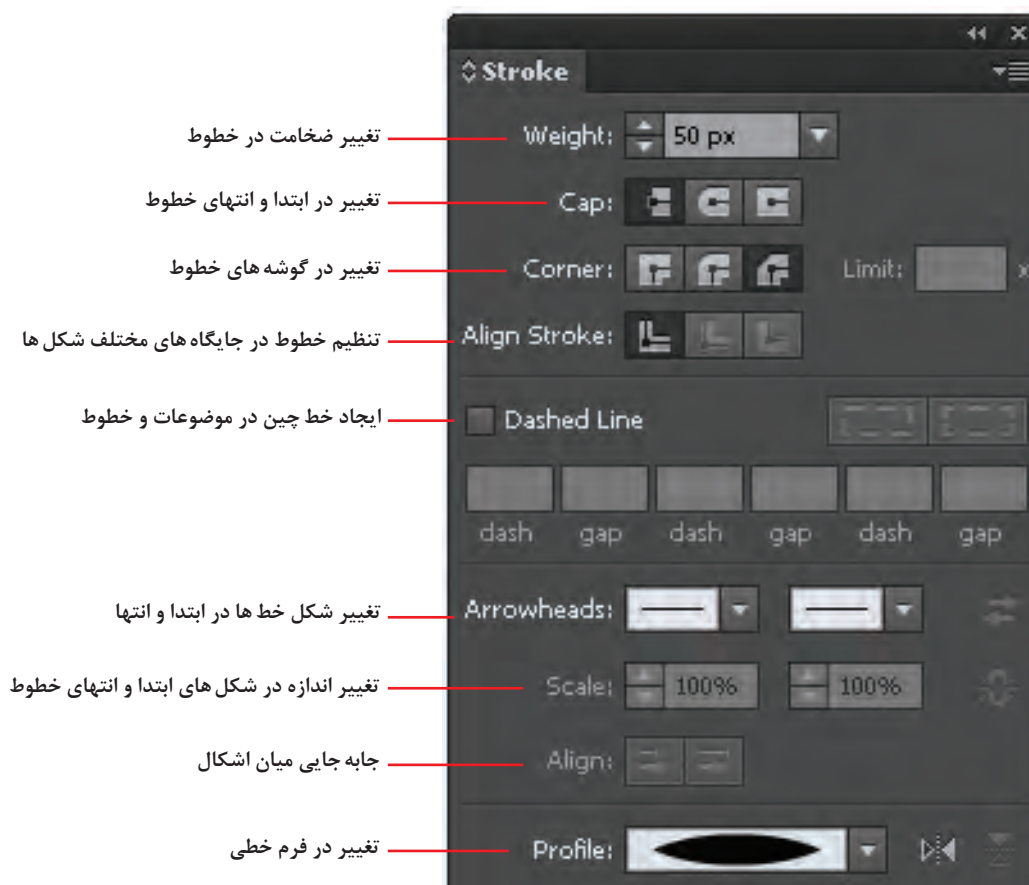 Stroke
تغییر ضخامت در خطوط
Weight: 50 px
تغییر در ابتدا و انتهای خطوط
Cap:
تغییر در گوشه های خطوط
Corner: Limit: x
تنظیم خطوط در جایگاه های مختلف شکل ها
Align Stroke:
ایجاد خط چین در موضوعات و خطوط
Dashed Line
dash gap dash gap dash gap
تغییر شکل خط ها در ابتدا و انتها
Arrowheads:
تغییر اندازه در شکل های ابتدا و انتهای خطوط
Scale: 100% 100%
جابه جایی میان اشکال
Align:
تغییر در فرم خطی
Profile: